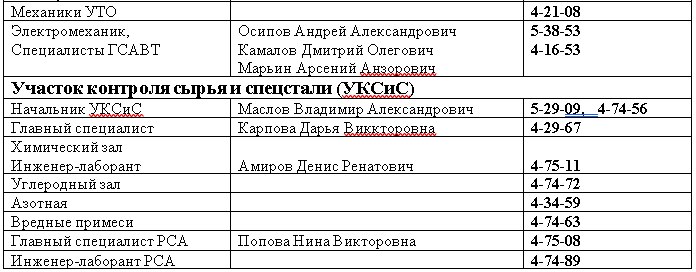 Механики УТО 4-21-08
Электромеханик, Осипов Андрей Александрович 5-38-53
Специалисты ГСАВТ Камалов Дмитрий Олегович 4-16-53
Марьин Арсений Анзорович
Участок контроля сырья и спецстали (УКСиС)
Начальник УКСиС Маслов Владимир Александрович 5-29-09, 4-74-56
Главный специалист Карпова Дарья Виккторовна 4-29-67
Химический зал
Инженер-лаборант Амиров Денис Ренатович 4-75-11
Углеродный зал 4-74-72
Азотная 4-34-59
Вредные примеси 4-74-63
Главный специалист РСА Попова Нина Викторовна 4-75-08
Инженер-лаборант РСА 4-74-89